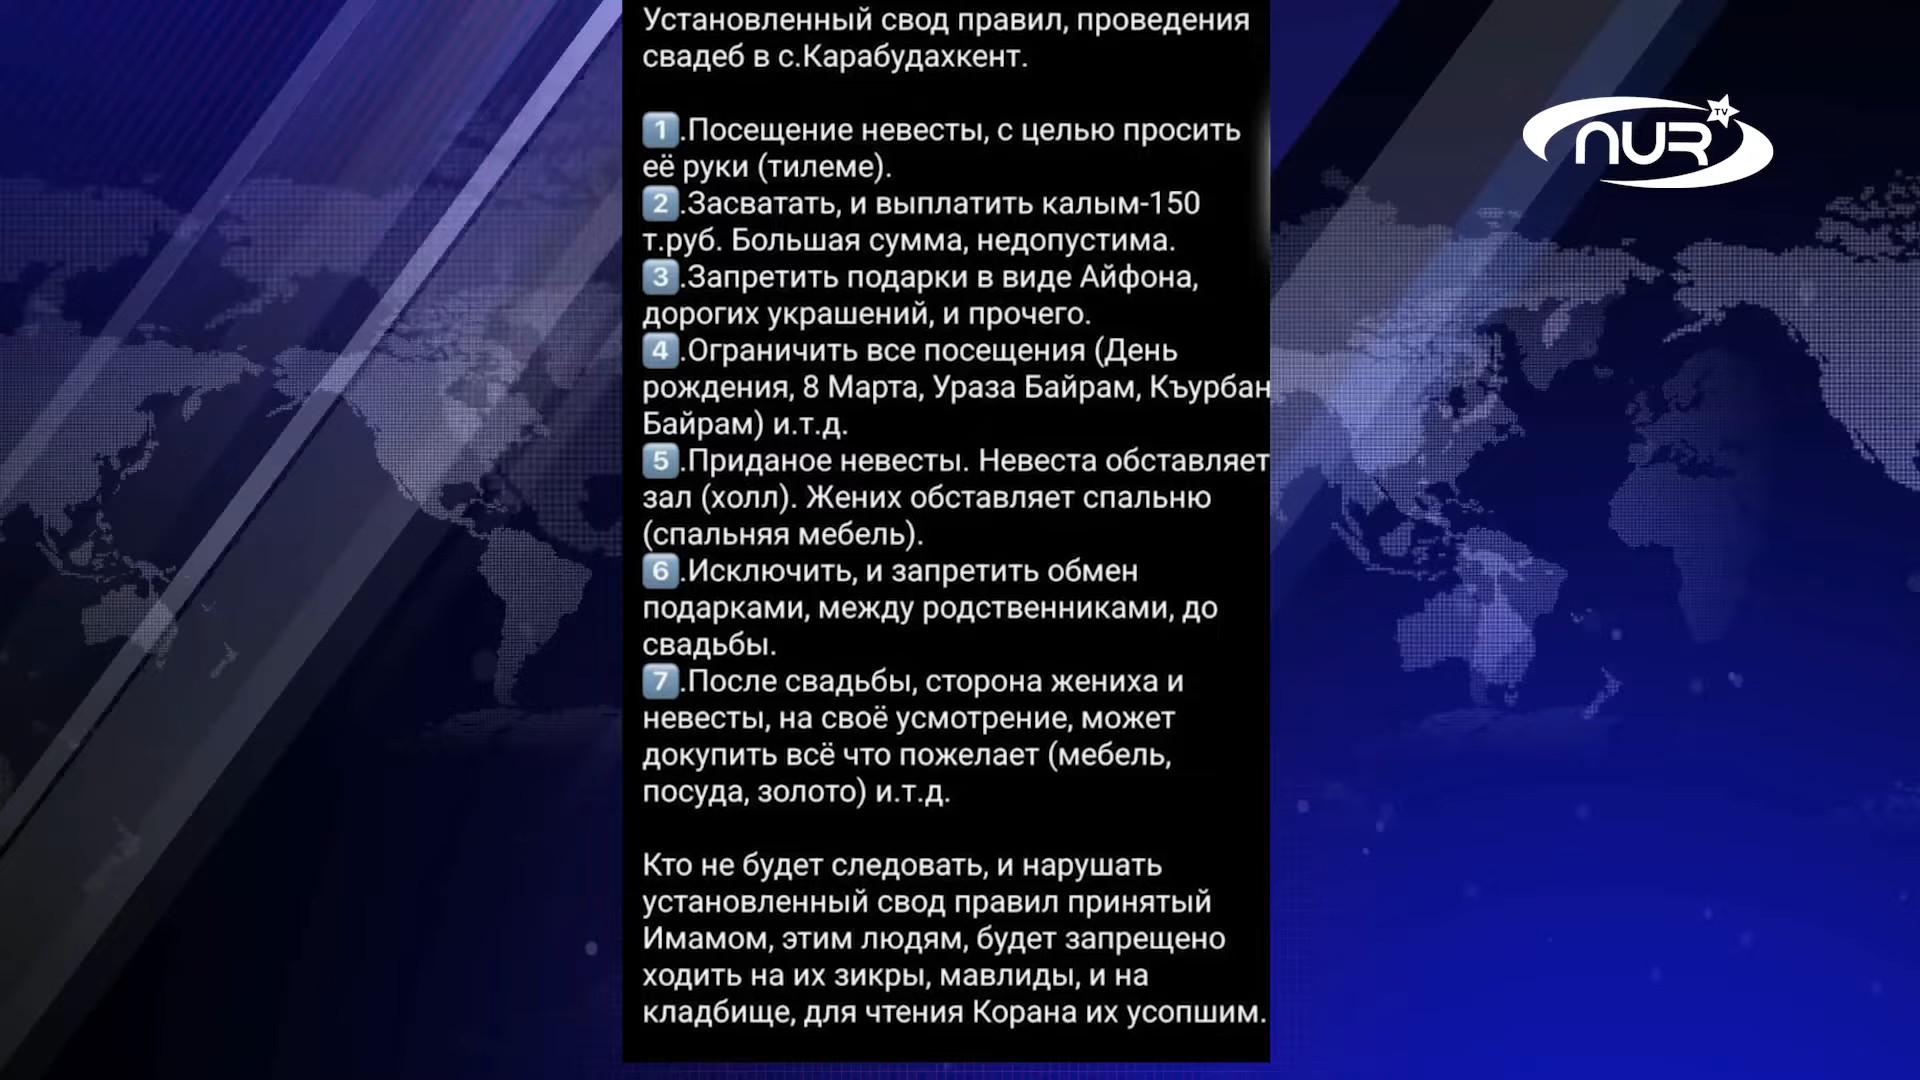 Установленный свод правил, проведения
свадеб в с.Карабудахкент.
1.Посещение невесты, с целью просить
её руки (тилеме).
2.Засватать, и выплатить калым-150
т.руб. Большая сумма, недопустима.
3.Запретить подарки в виде Айфона,
дорогих украшений, и прочего.
4.Ограничить все посещения (День
рождения, 8 Марта, Ураза Байрам, Къурбан
Байрам) и.т.д.
5.Приданое невесты. Невеста обставляет
зал (холл). Жених обставляет спальню
(спальняя мебель).
6.Исключить, и запретить обмен
подарками, между родственниками, до
свадьбы.
7.После свадьбы, сторона жениха и
невесты, на своё усмотрение, может
докупить всё что пожелает (мебель,
посуда, золото) и.т.д.
Кто не будет следовать, и нарушать
установленный свод правил принятый
Имамом, этим людям, будет запрещено
ходить на их зикры, мавлиды, и на
кладбище, для чтения Корана их усопшим.
NUR TV